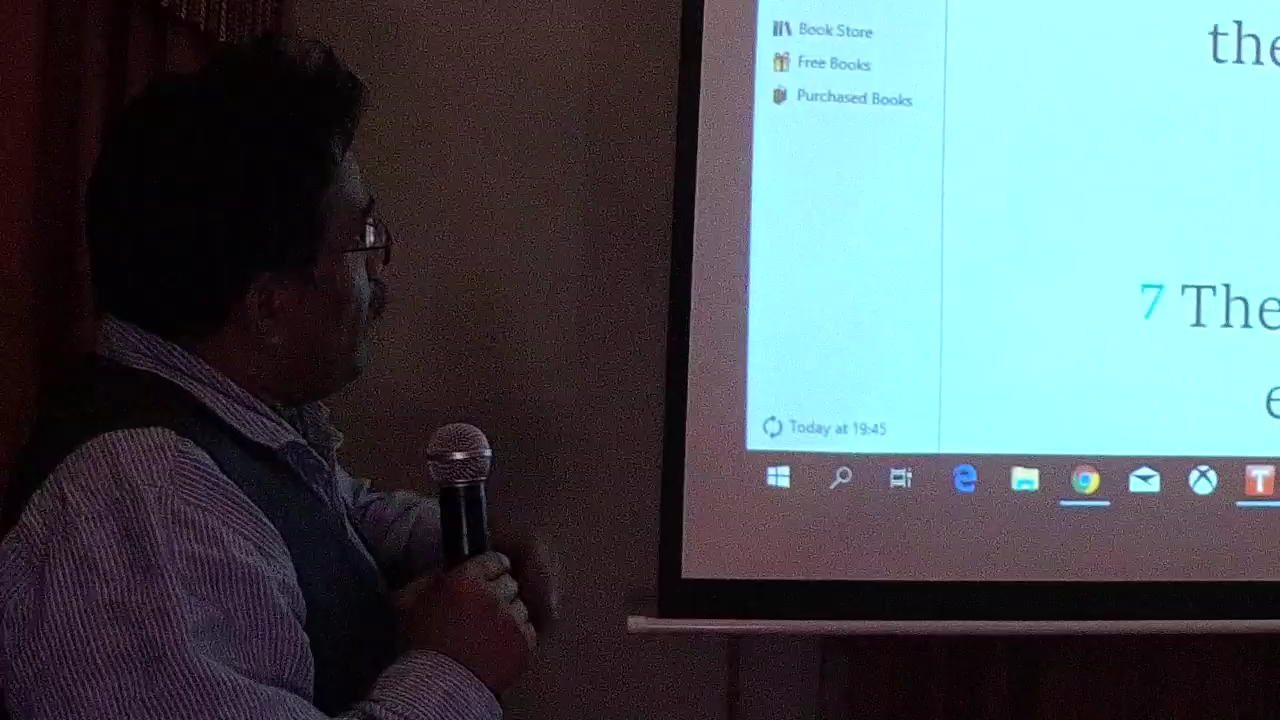 Book Store
the
Free Books
Purchased Books
7 The
e
Today at 19:45
T